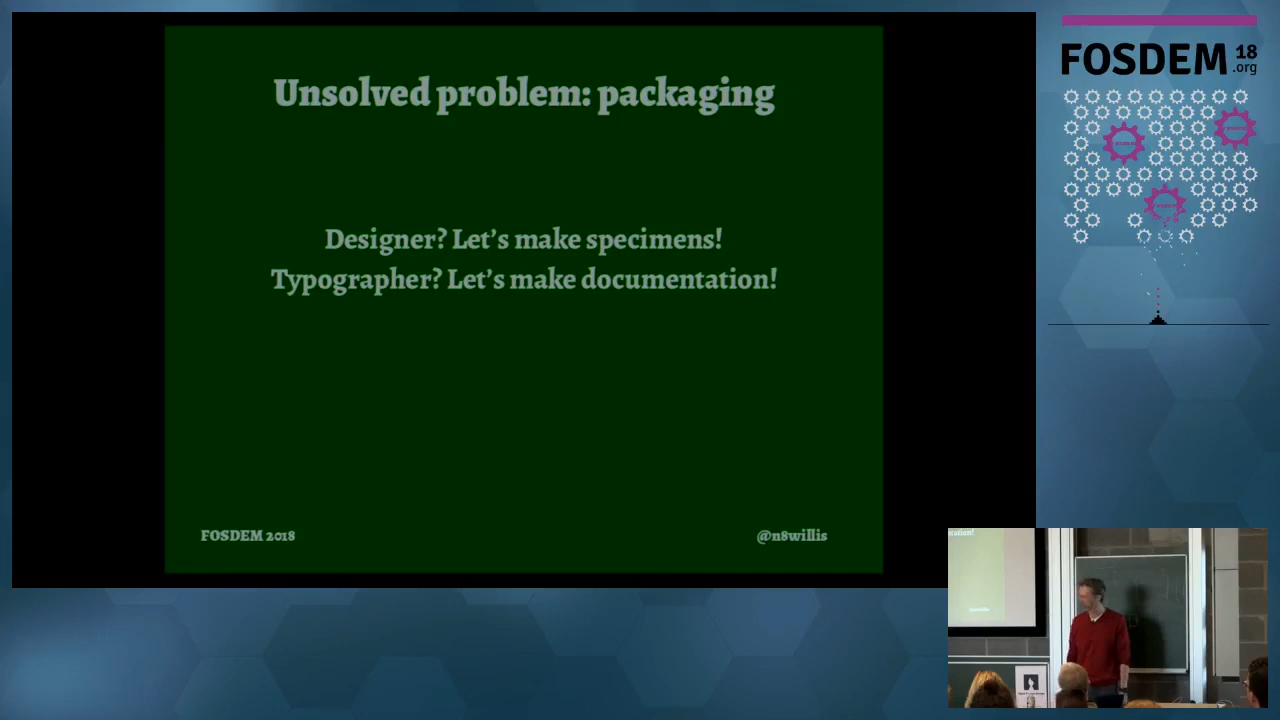 Unsolved problem: packaging
Designer? Let's make specimens!
Typographer? Let's make documentation!
FOSDEM 2018
@n8willis
FOSDEM 18
.org